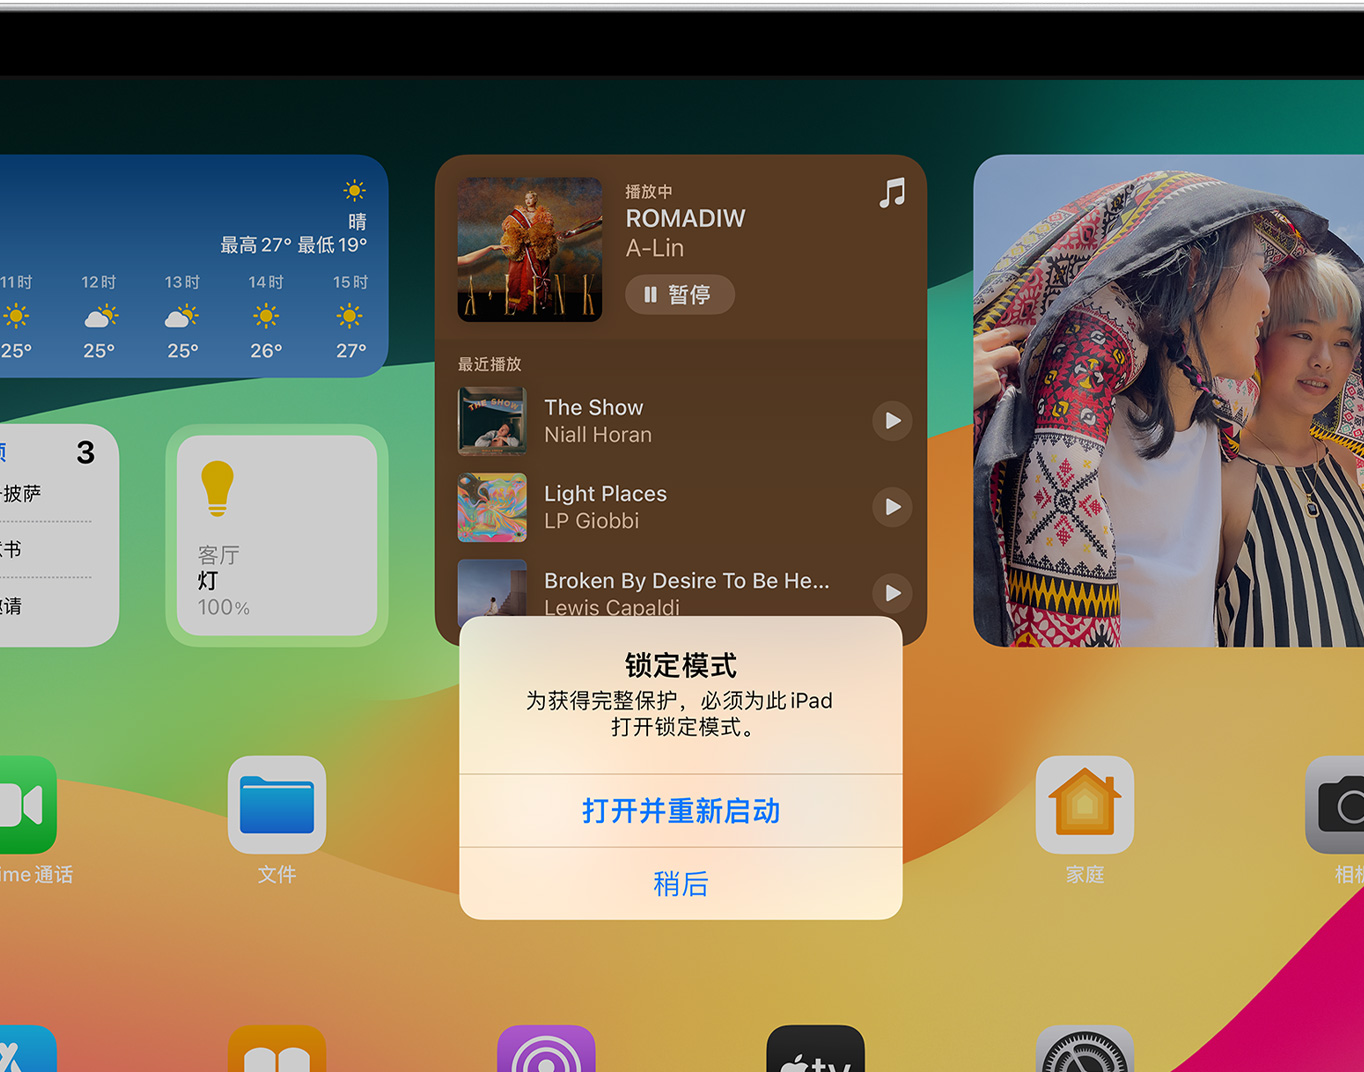 晴
最高 27° 最低 19°
11时 12时 13时 14时 15时
25° 25° 25° 26° 27°
播放中
ROMADIW
A-Lin
暂停
A·LINK
最近播放
THE SHOW
The Show
Niall Horan
Light Places
LP Giobbi
Broken By Desire To Be He...
Lewis Capaldi
3
披萨
书
请
客厅
灯
100%
锁定模式
为获得完整保护，必须为此 iPad
打开锁定模式。
打开并重新启动
稍后
ime 通话
文件
家庭
相机
tv